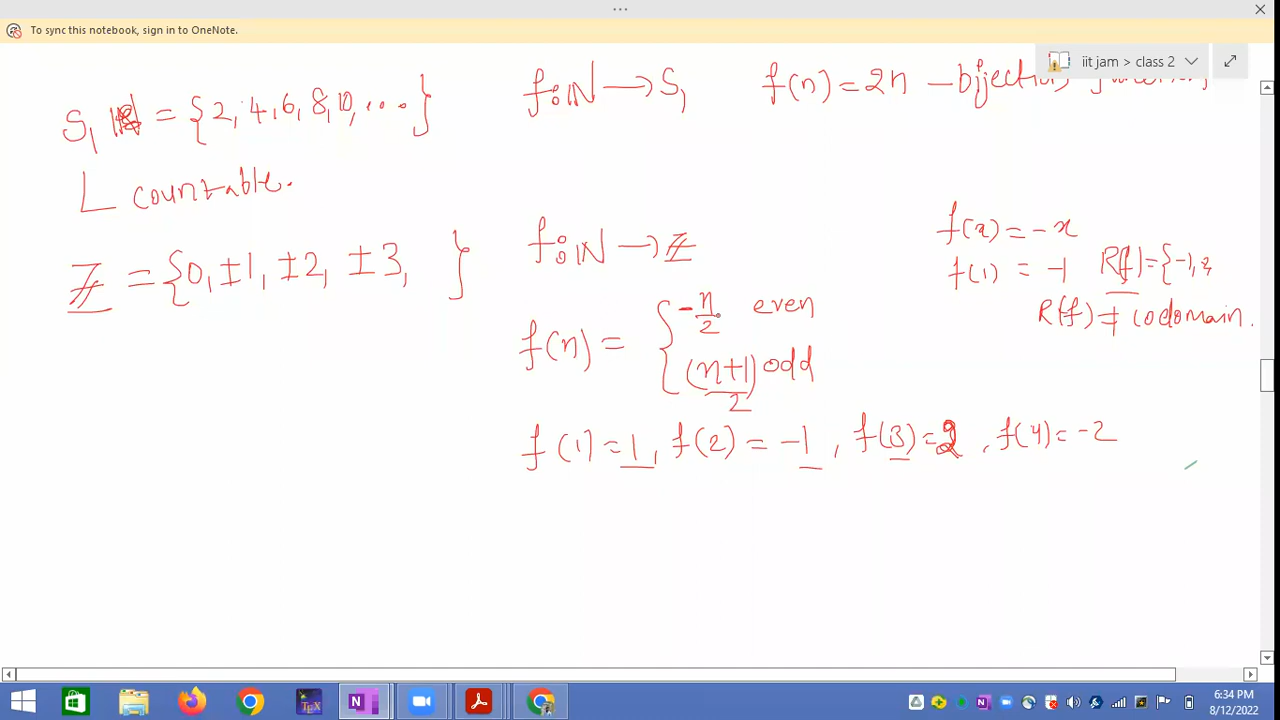 To sync this notebook, sign in to OneNote.
iit jam > class 2
S₁ = {2, 4, 6, 8, 10, ... }
f: ℕ → S₁ f(n) = 2n — bijection
L countable.
ℤ = {0, ±1, ±2, ±3, }
f: ℕ → ℤ
f(x) = -x
f(1) = -1 R(f) = {-1,
R(f) ≠ codomain.
f(n) = { -n/2 even
(n+1)/2 odd
f(1) = 1, f(2) = -1, f(3) = 2, f(4) = -2
6:34 PM
8/12/2022